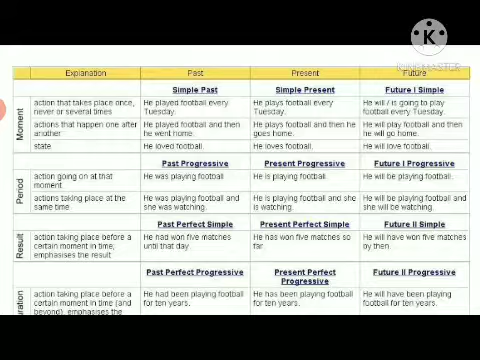 KINEMASTER
Explanation Past Present Future
Simple Past Simple Present Future I Simple
Moment
action that takes place once, He played football every He plays football every He will / is going to play
never or several times Tuesday. Tuesday. football every Tuesday.
actions that happen one after He played football and then He plays football and then he He will play football and then
another he went home. goes home. he will go home.
state He loved football. He loves football. He will love football.
Past Progressive Present Progressive Future I Progressive
Period
action going on at that He was playing football. He is playing football. He will be playing football.
moment
actions taking place at the He was playing football and He is playing football and she He will be playing football and
same time she was watching. is watching. she will be watching.
Past Perfect Simple Present Perfect Simple Future II Simple
Result
action taking place before a He had won five matches He has won five matches so He will have won five matches
certain moment in time; until that day far by then.
emphasises the result
Past Perfect Progressive Present Perfect Future II Progressive
Progressive
action taking place before a He had been playing football He has been playing football He will have been playing
certain moment in time (and for ten years. for ten years. football for ten years.
beyond), emphasises the